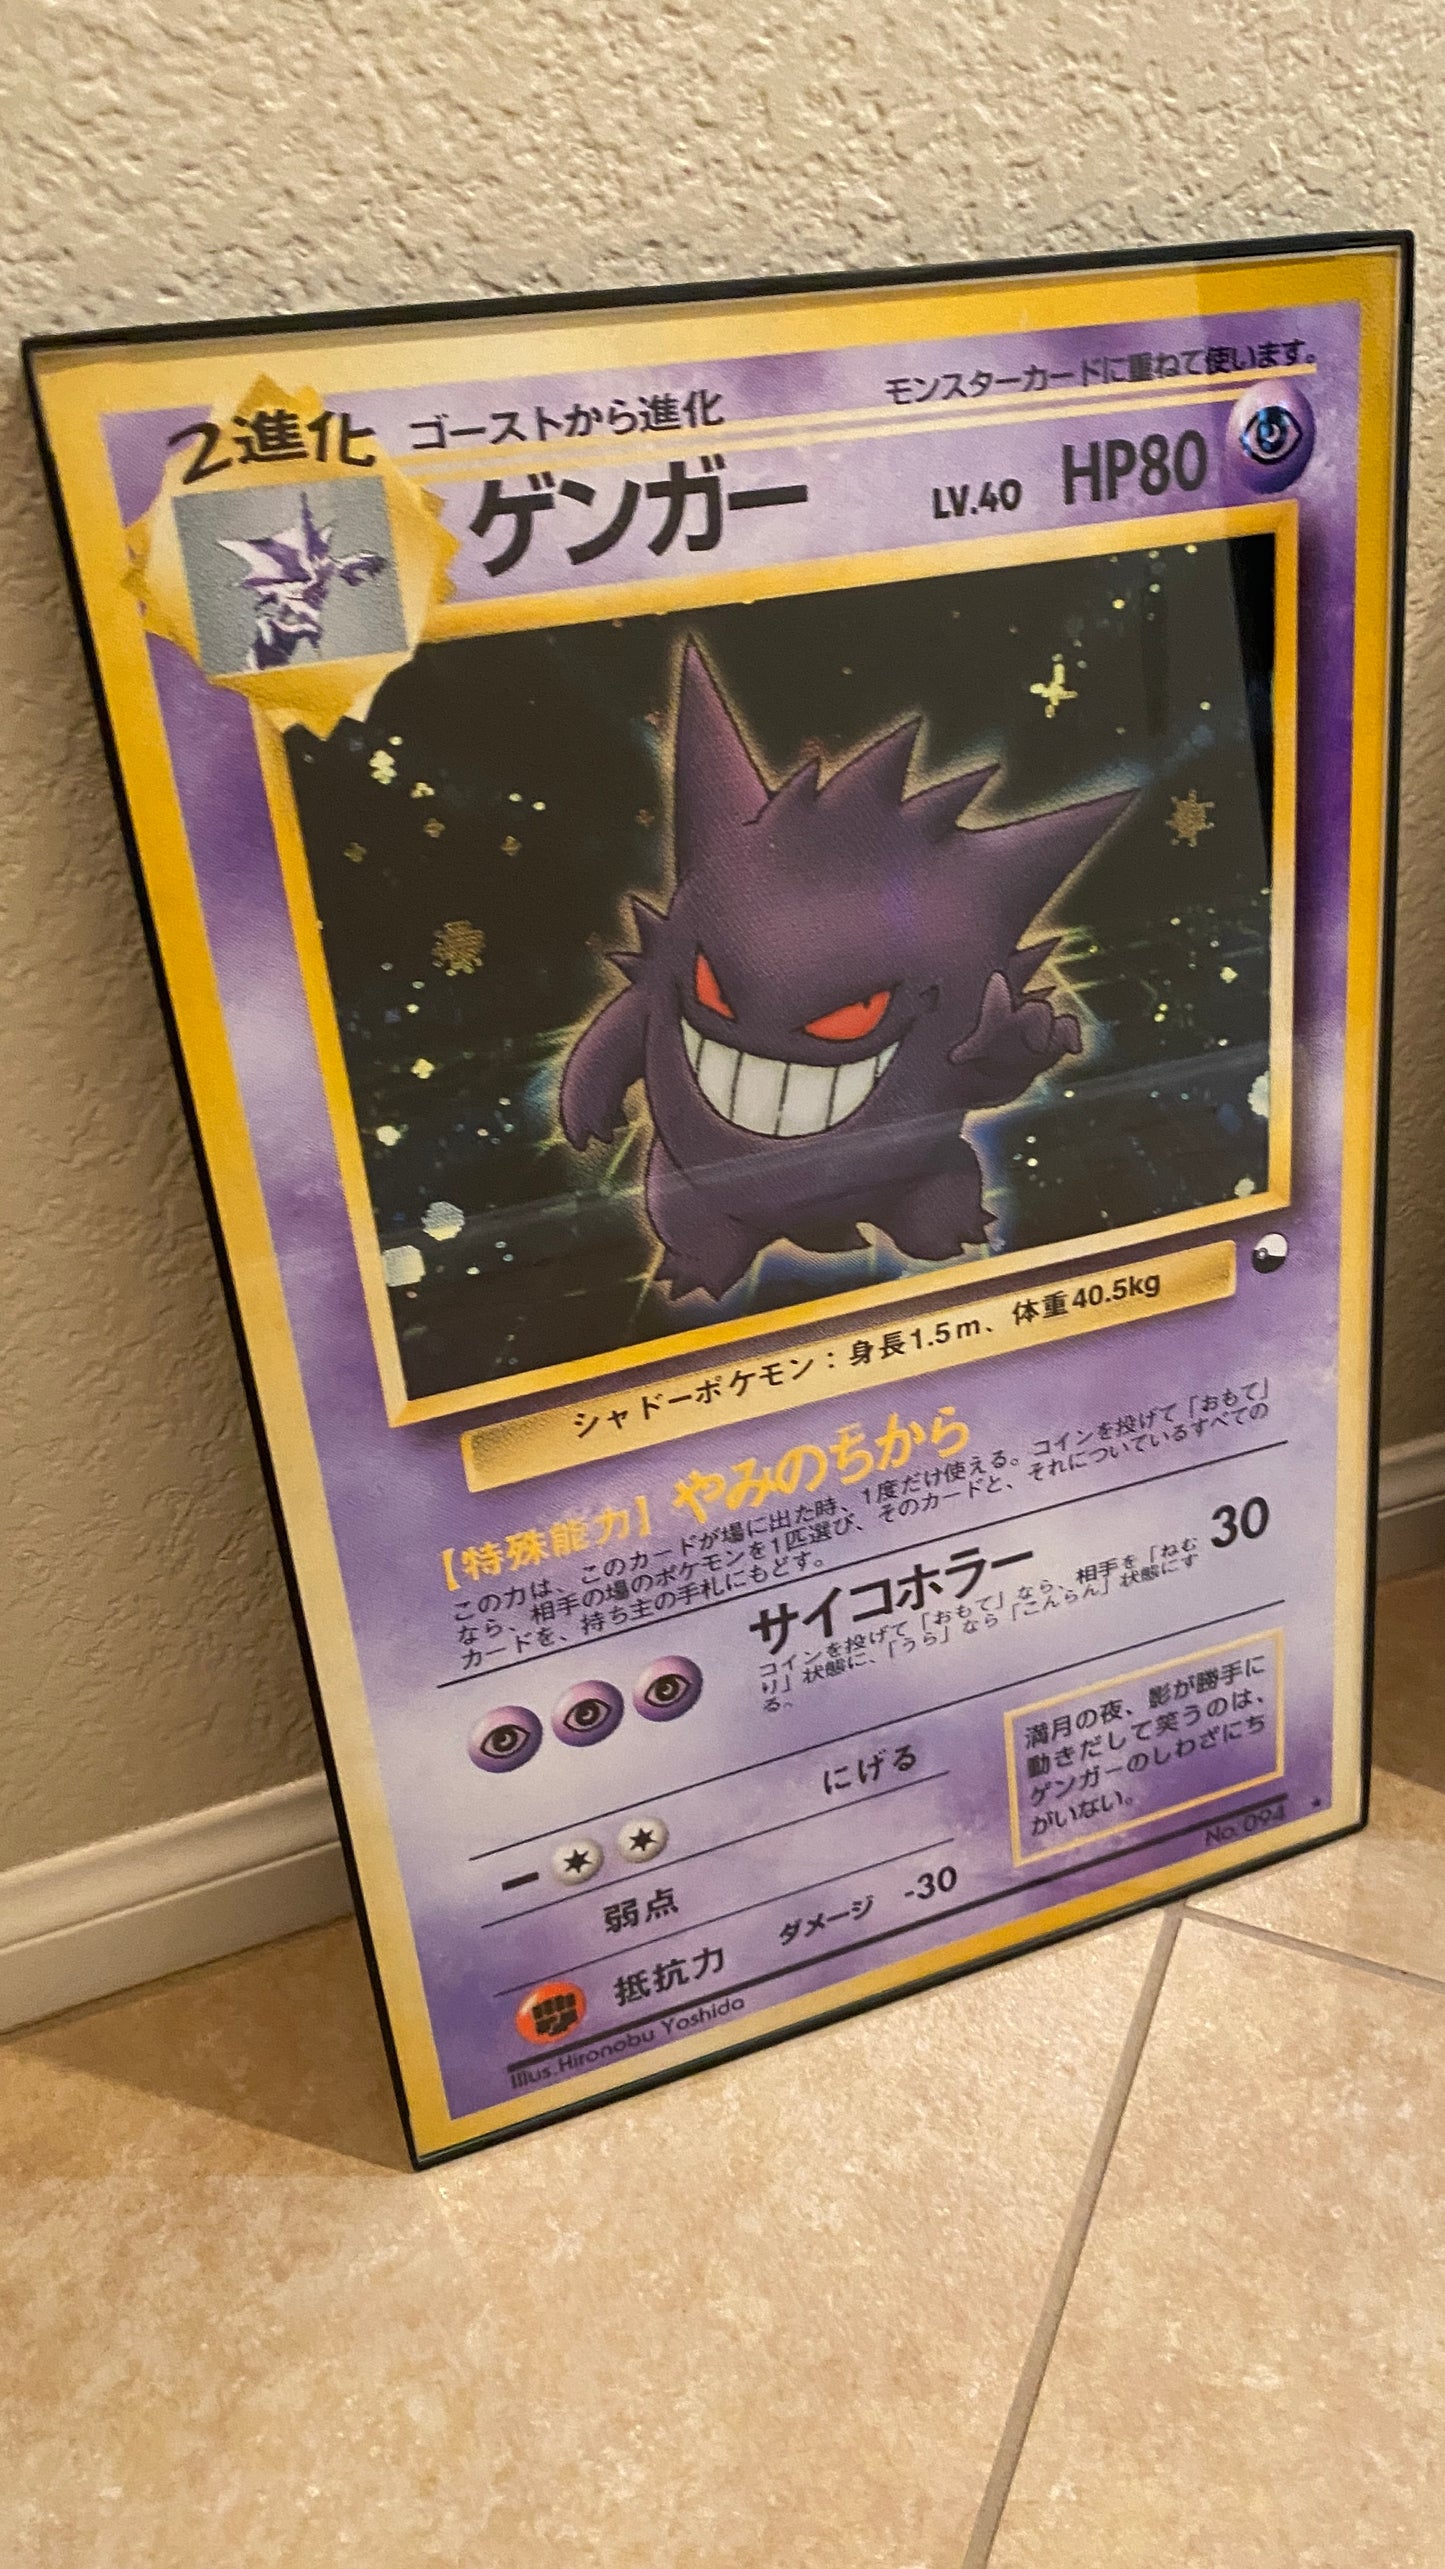 2進化
ゴーストから進化
モンスターカードに重ねて使います。
ゲンガー
LV.40 HP80
シャドーポケモン：身長1.5m、体重40.5kg
【特殊能力】やみのちから
この力は、このカードが場に出た時、1度だけ使える。コインを投げて「おもて」
なら、相手の場のポケモンを1匹選び、そのカードと、それについているすべての
カードを、持ち主の手札にもどす。
サイコホラー 30
コインを投げて「おもて」なら、相手を「ねむ
り」状態に、「うら」なら「こんらん」状態にす
る。
にげる
弱点
抵抗力
ダメージ -30
満月の夜、影が勝手に
動きだして笑うのは、
ゲンガーのしわざにち
がいない。
Illus.Hironobu Yoshida
No.094 ★